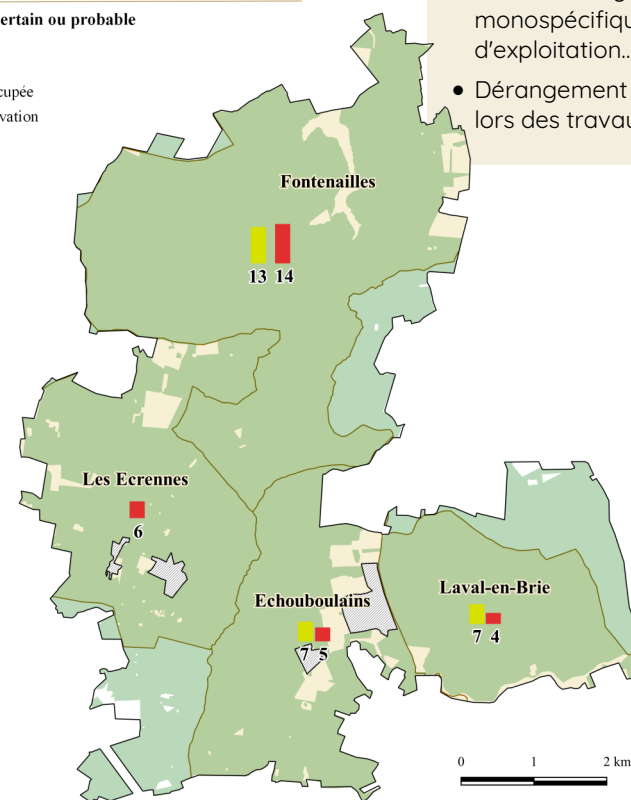 ertain ou probable
cupée
vation
monospécifiqu
d'exploitation..
• Dérangement
lors des travau
Fontenailles
13 14
Les Ecrennes
6
Echouboulains
7 5
Laval-en-Brie
7 4
0 1 2 km